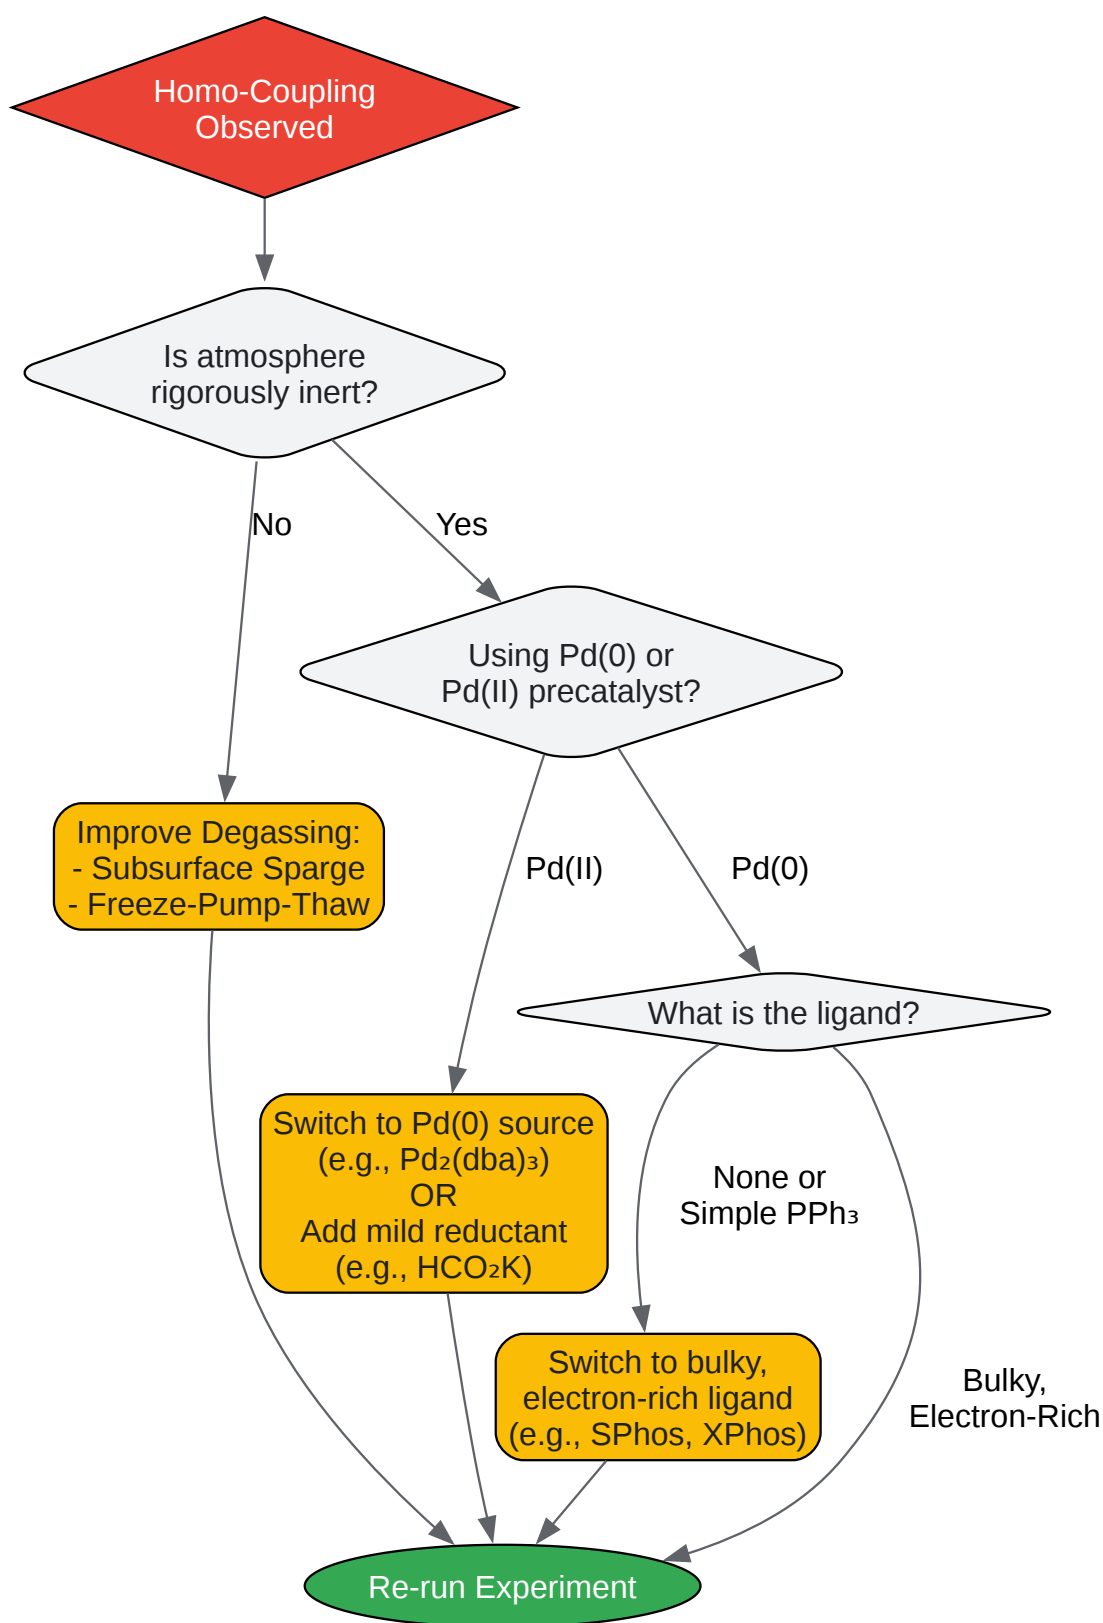 Homo-Coupling
Observed
Is atmosphere
rigorously inert?
No
Yes
Using Pd(0) or
Pd(II) precatalyst?
Improve Degassing:
- Subsurface Sparge
- Freeze-Pump-Thaw
Pd(II)
Pd(0)
What is the ligand?
Switch to Pd(0) source
(e.g., Pd₂(dba)₃)
OR
Add mild reductant
(e.g., HCO₂K)
None or
Simple PPh₃
Switch to bulky,
electron-rich ligand
(e.g., SPhos, XPhos)
Bulky,
Electron-Rich
Re-run Experiment